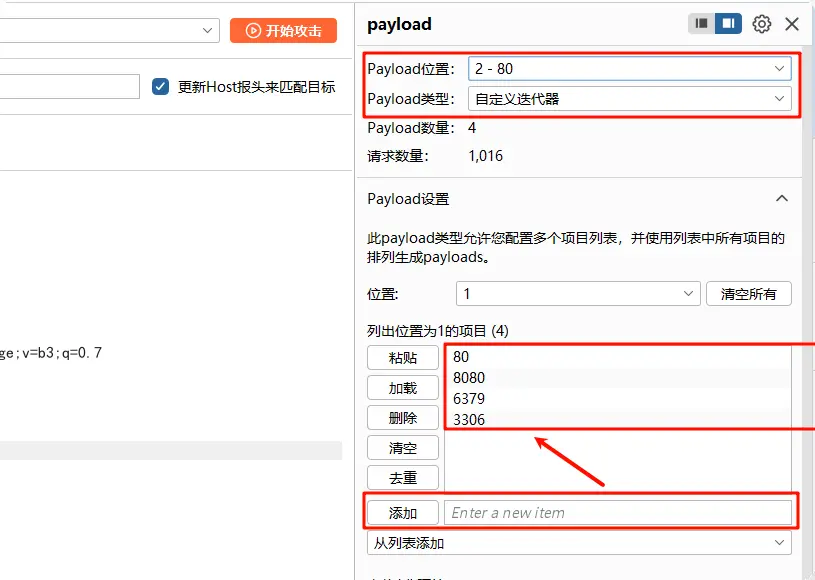 payload
开始攻击
Payload位置: 2 - 80
更新Host报头来匹配目标
Payload类型: 自定义迭代器
Payload数量: 4
请求数量: 1,016
Payload设置
此payload类型允许您配置多个项目列表，并使用列表中所有项目的
排列生成payloads。
位置: 1 清空所有
列出位置为1的项目 (4)
ge;v=b3;q=0.7
粘贴 80
加载 8080
删除 6379
清空 3306
去重
添加 Enter a new item
从列表添加